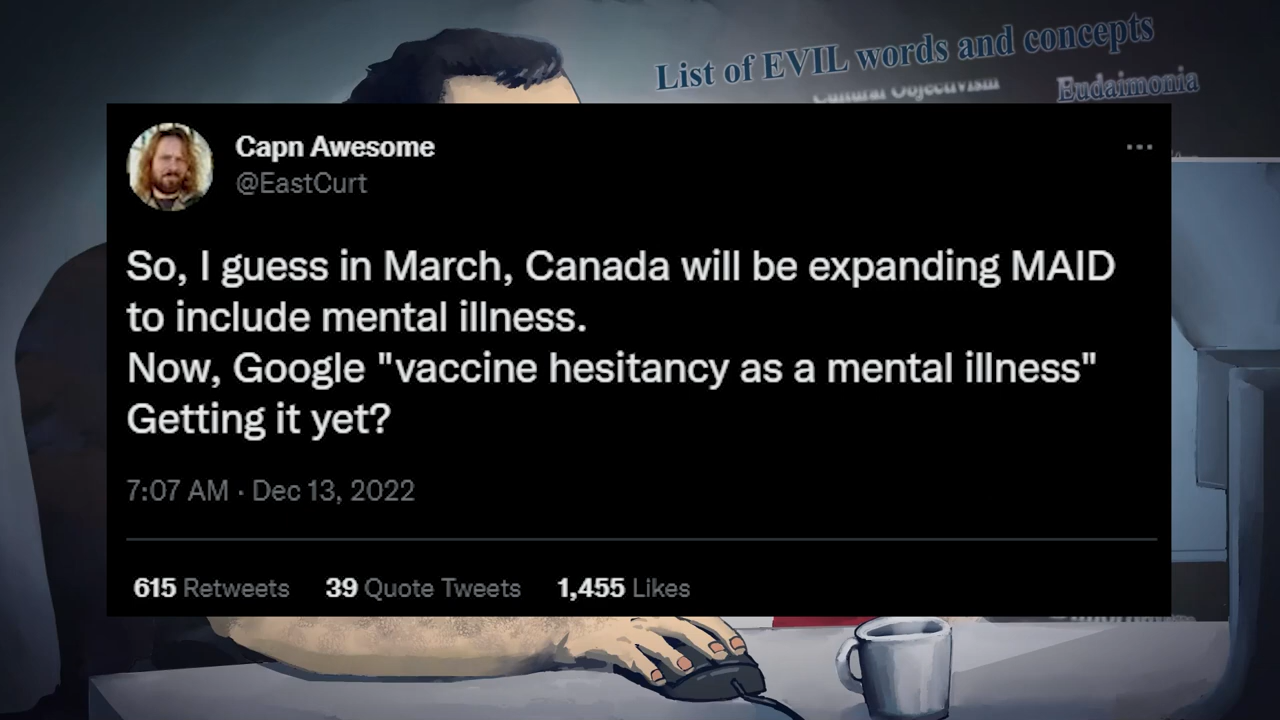 List of EVIL words and concepts
Cultural Objectivism
Eudaimonia
Capn Awesome
@EastCurt
So, I guess in March, Canada will be expanding MAID
to include mental illness.
Now, Google "vaccine hesitancy as a mental illness"
Getting it yet?
7:07 AM · Dec 13, 2022
615 Retweets 39 Quote Tweets 1,455 Likes